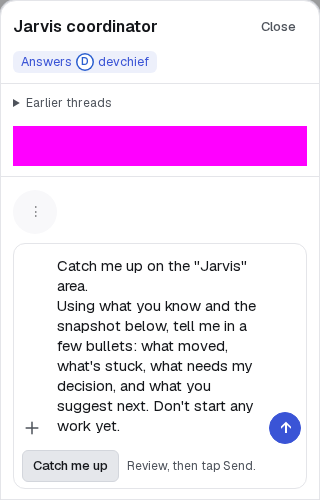 Jarvis coordinator
Close
Answers D devchief
Earlier threads
Catch me up on the "Jarvis"
area.
Using what you know and the
snapshot below, tell me in a
few bullets: what moved,
what's stuck, what needs my
decision, and what you
suggest next. Don't start any
work yet.
Catch me up
Review, then tap Send.